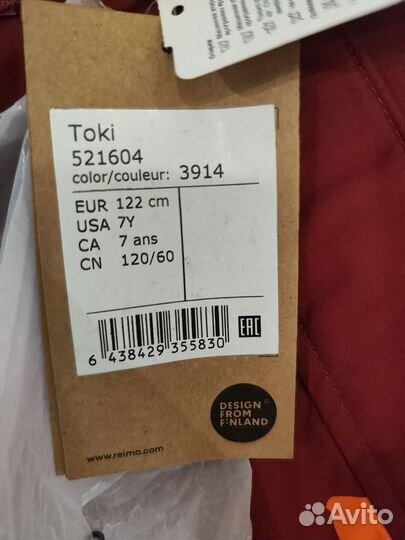 Toki
521604
color/couleur: 3914
EUR 122 cm
USA 7Y
CA 7 ans
CN 120/60
6 438429 355830
EAC
DESIGN
FROM
FINLAND
www.reima.com
Avito